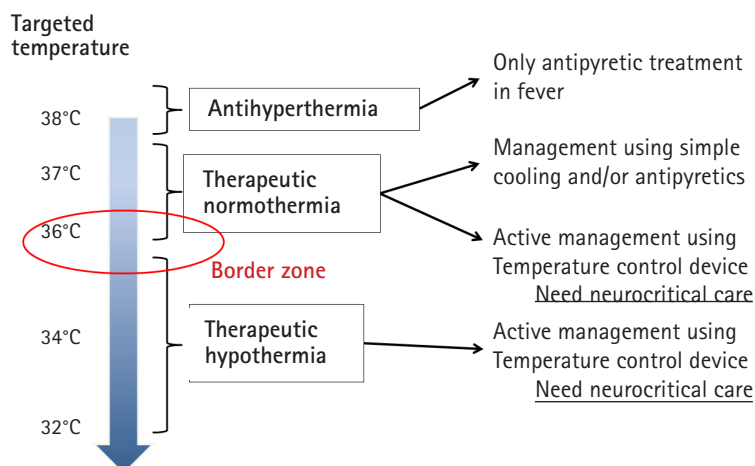 Targeted
temperature
38°C
37°C
36°C
34°C
32°C
Antihyperthermia
Therapeutic
normothermia
Border zone
Therapeutic
hypothermia
Only antipyretic treatment
in fever
Management using simple
cooling and/or antipyretics
Active management using
Temperature control device
Need neurocritical care
Active management using
Temperature control device
Need neurocritical care